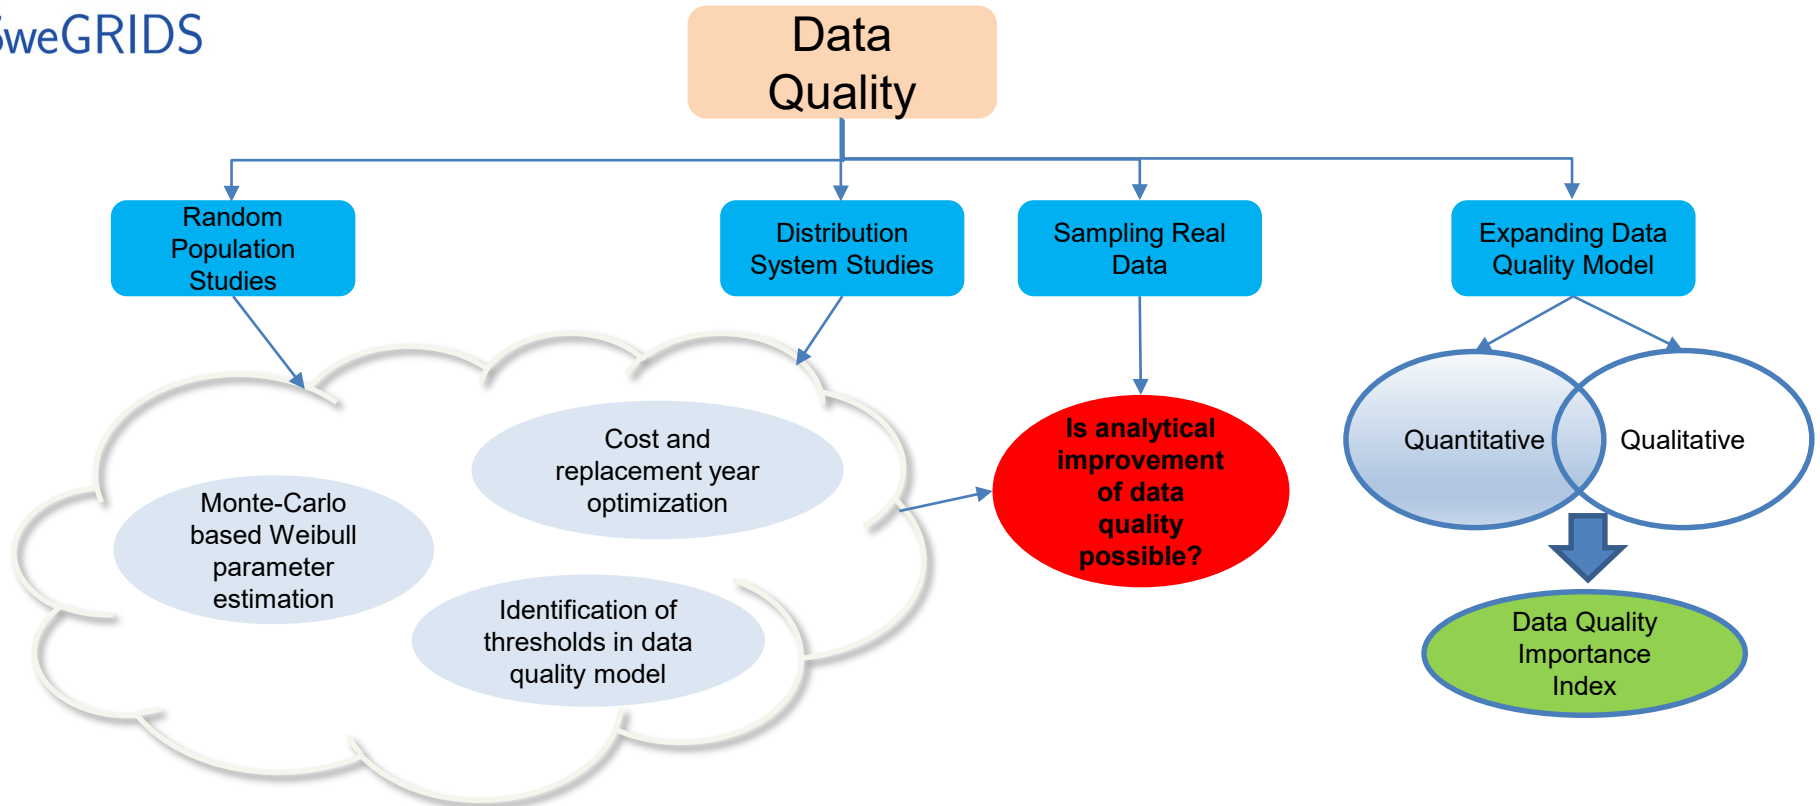 SweGRIDS
Data
Quality
Random
Population
Studies
Distribution
System Studies
Sampling Real
Data
Expanding Data
Quality Model
Cost and
replacement year
optimization
Monte-Carlo
based Weibull
parameter
estimation
Identification of
thresholds in data
quality model
Is analytical
improvement
of data
quality
possible?
Quantitative
Qualitative
Data Quality
Importance
Index